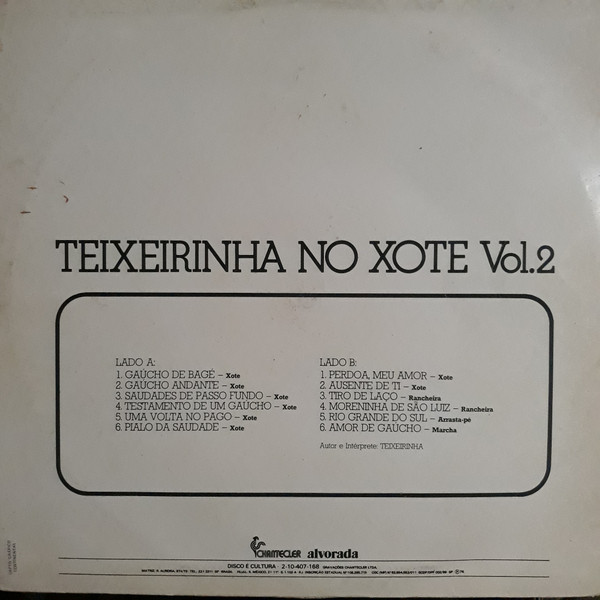 TEIXEIRINHA NO XOTE Vol.2
LADO A:
1. GAÚCHO DE BAGÉ – Xote
2. GAÚCHO ANDANTE – Xote
3. SAUDADES DE PASSO FUNDO – Xote
4. TESTAMENTO DE UM GAÚCHO – Xote
5. UMA VOLTA NO PAGO – Xote
6. PIALO DA SAUDADE – Xote
LADO B:
1. PERDOA, MEU AMOR – Xote
2. AUSENTE DE TI – Xote
3. TIRO DE LAÇO – Rancheira
4. MORENINHA DE SÃO LUIZ – Rancheira
5. RIO GRANDE DO SUL – Arrasta-pé
6. AMOR DE GAÚCHO – Marcha
Autor e Intérprete: TEIXEIRINHA
CHANTECLER alvorada
DISCO É CULTURA 2-10-407-168 GRAVAÇÕES CHANTECLER LTDA.